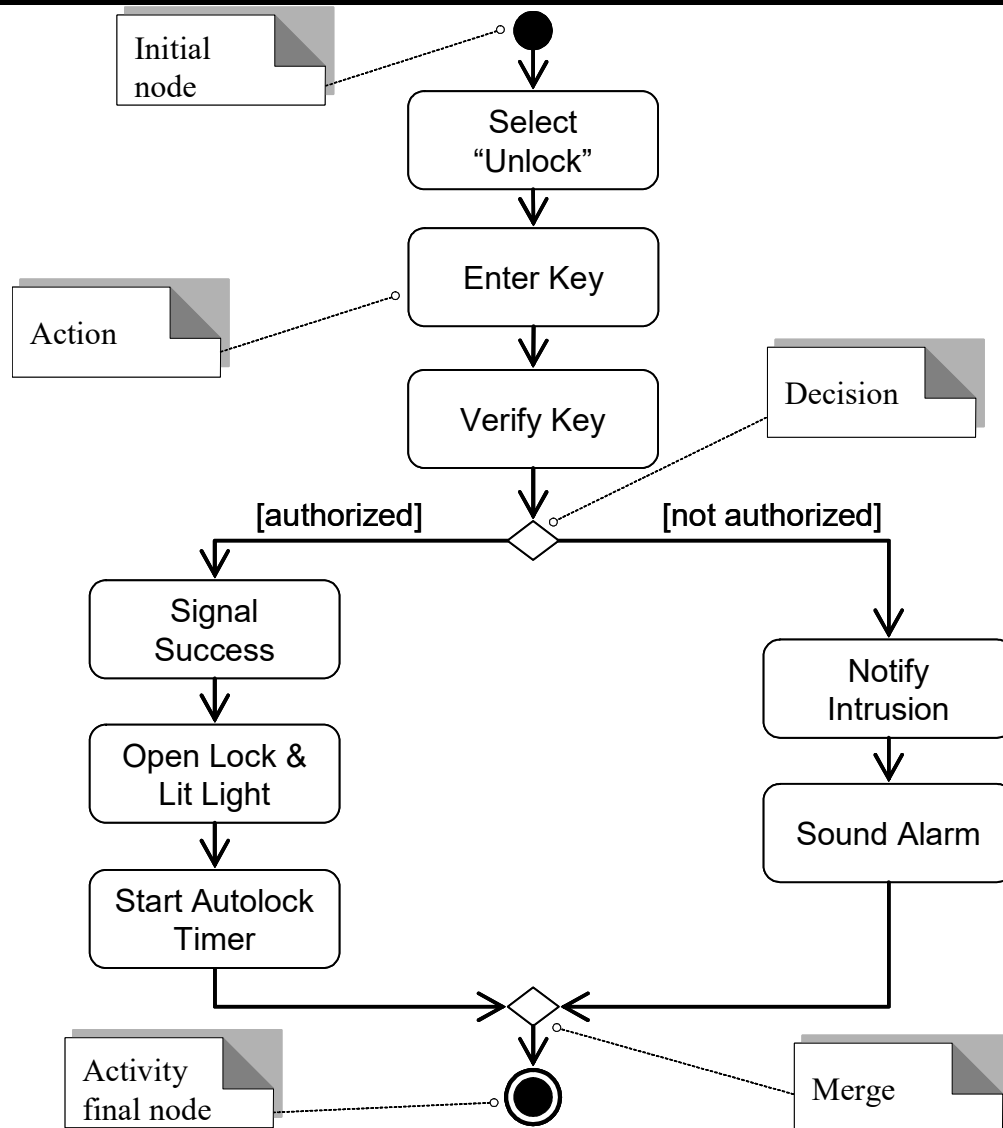 Initial
node
Select
“Unlock”
Enter Key
Action
Verify Key
Decision
[authorized]
[not authorized]
Signal
Success
Notify
Intrusion
Open Lock &
Lit Light
Sound Alarm
Start Autolock
Timer
Activity
final node
Merge